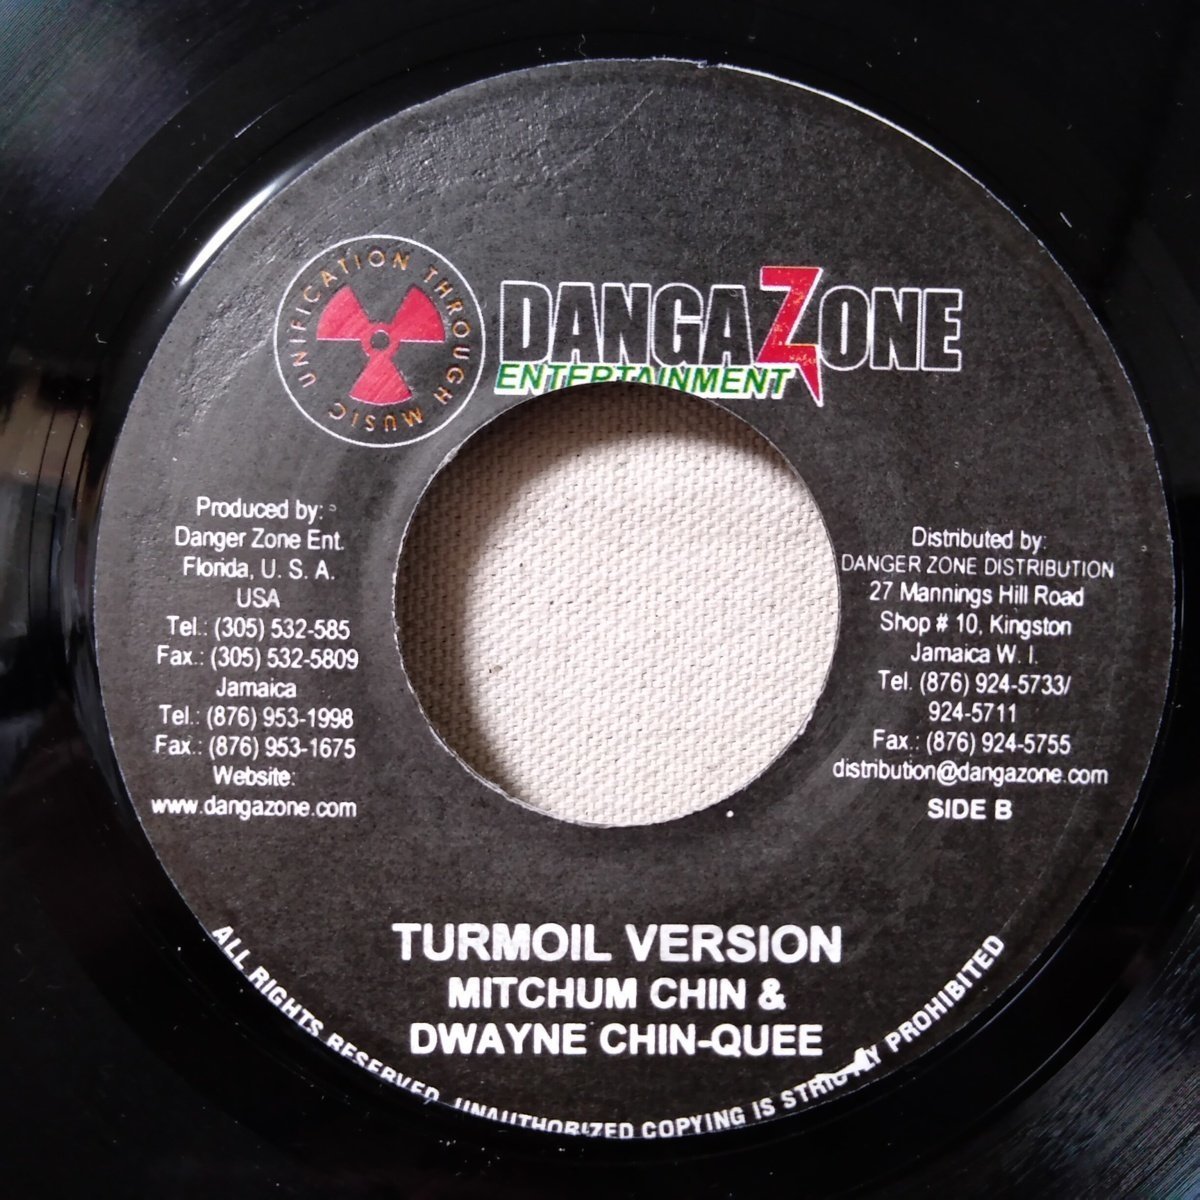 UNIFICATION THROUGH MUSIC
DANGAZONE
ENTERTAINMENT
Produced by:
Danger Zone Ent.
Florida, U. S. A.
USA
Tel.: (305) 532-585
Fax.: (305) 532-5809
Jamaica
Tel.: (876) 953-1998
Fax.: (876) 953-1675
Website:
www.dangazone.com
Distributed by:
DANGER ZONE DISTRIBUTION
27 Mannings Hill Road
Shop # 10, Kingston
Jamaica W. I.
Tel. (876) 924-5733/
924-5711
Fax.: (876) 924-5755
distribution@dangazone.com
SIDE B
TURMOIL VERSION
MITCHUM CHIN &
DWAYNE CHIN-QUEE
ALL RIGHTS RESERVED. UNAUTHORIZED COPYING IS STRICTLY PROHIBITED